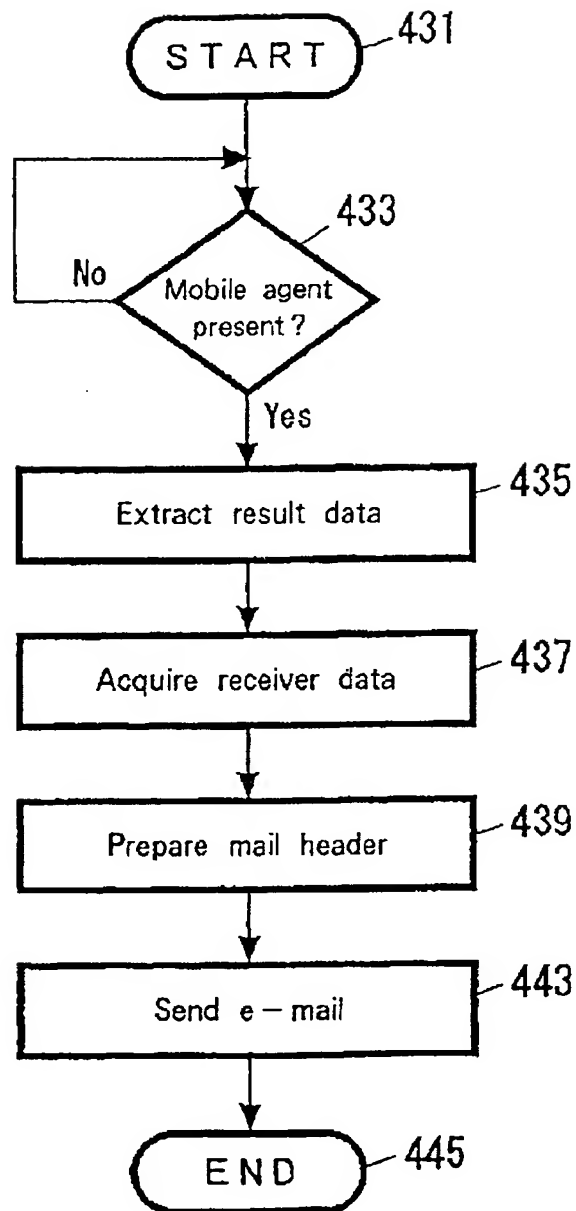 START
431
433
No
Mobile agent
present?
Yes
435
Extract result data
437
Acquire receiver data
439
Prepare mail header
443
Send e-mail
END
445